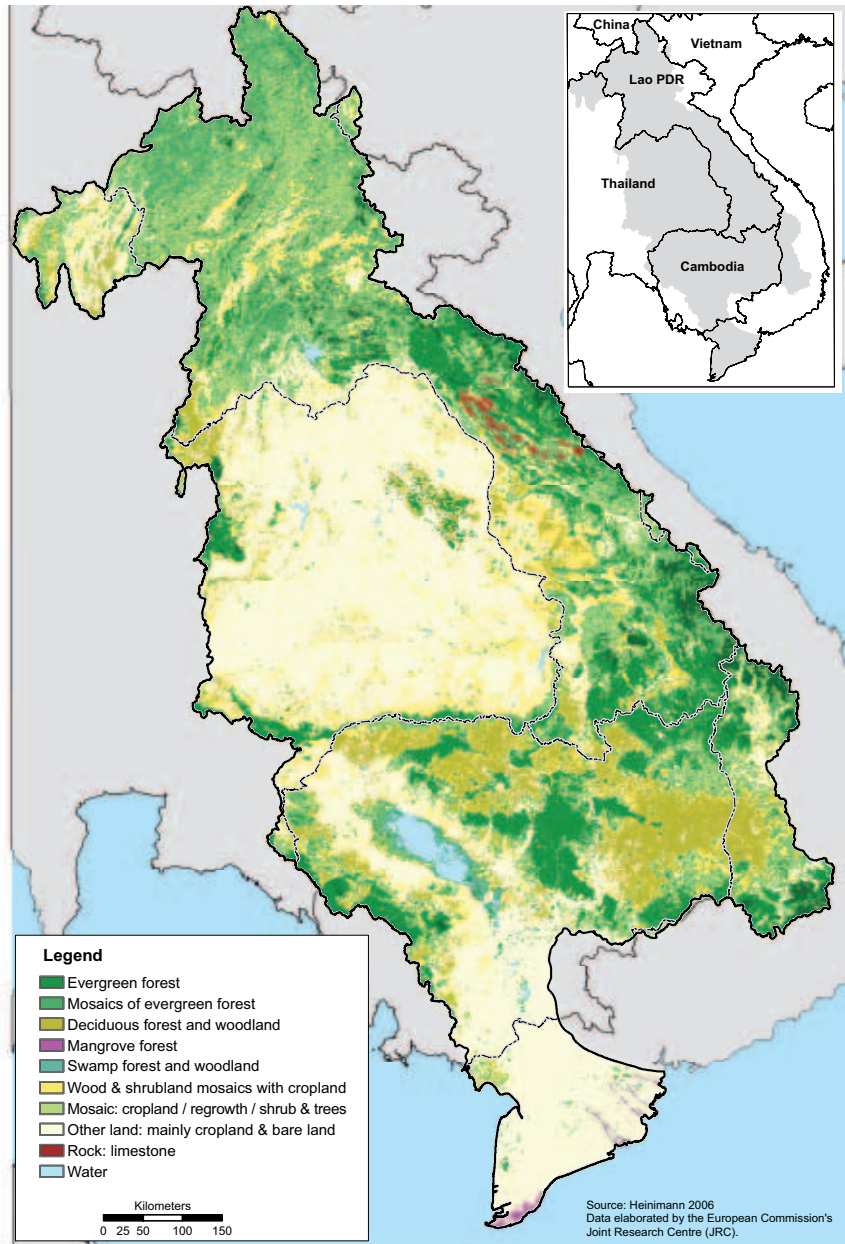 China
Vietnam
Lao PDR
Thailand
Cambodia
Legend
Evergreen forest
Mosaics of evergreen forest
Deciduous forest and woodland
Mangrove forest
Swamp forest and woodland
Wood & shrubland mosaics with cropland
Mosaic: cropland / regrowth / shrub & trees
Other land: mainly cropland & bare land
Rock: limestone
Water
Kilometers
0 25 50 100 150
Source: Heinimann 2006
Data elaborated by the European Commission's
Joint Research Centre (JRC).